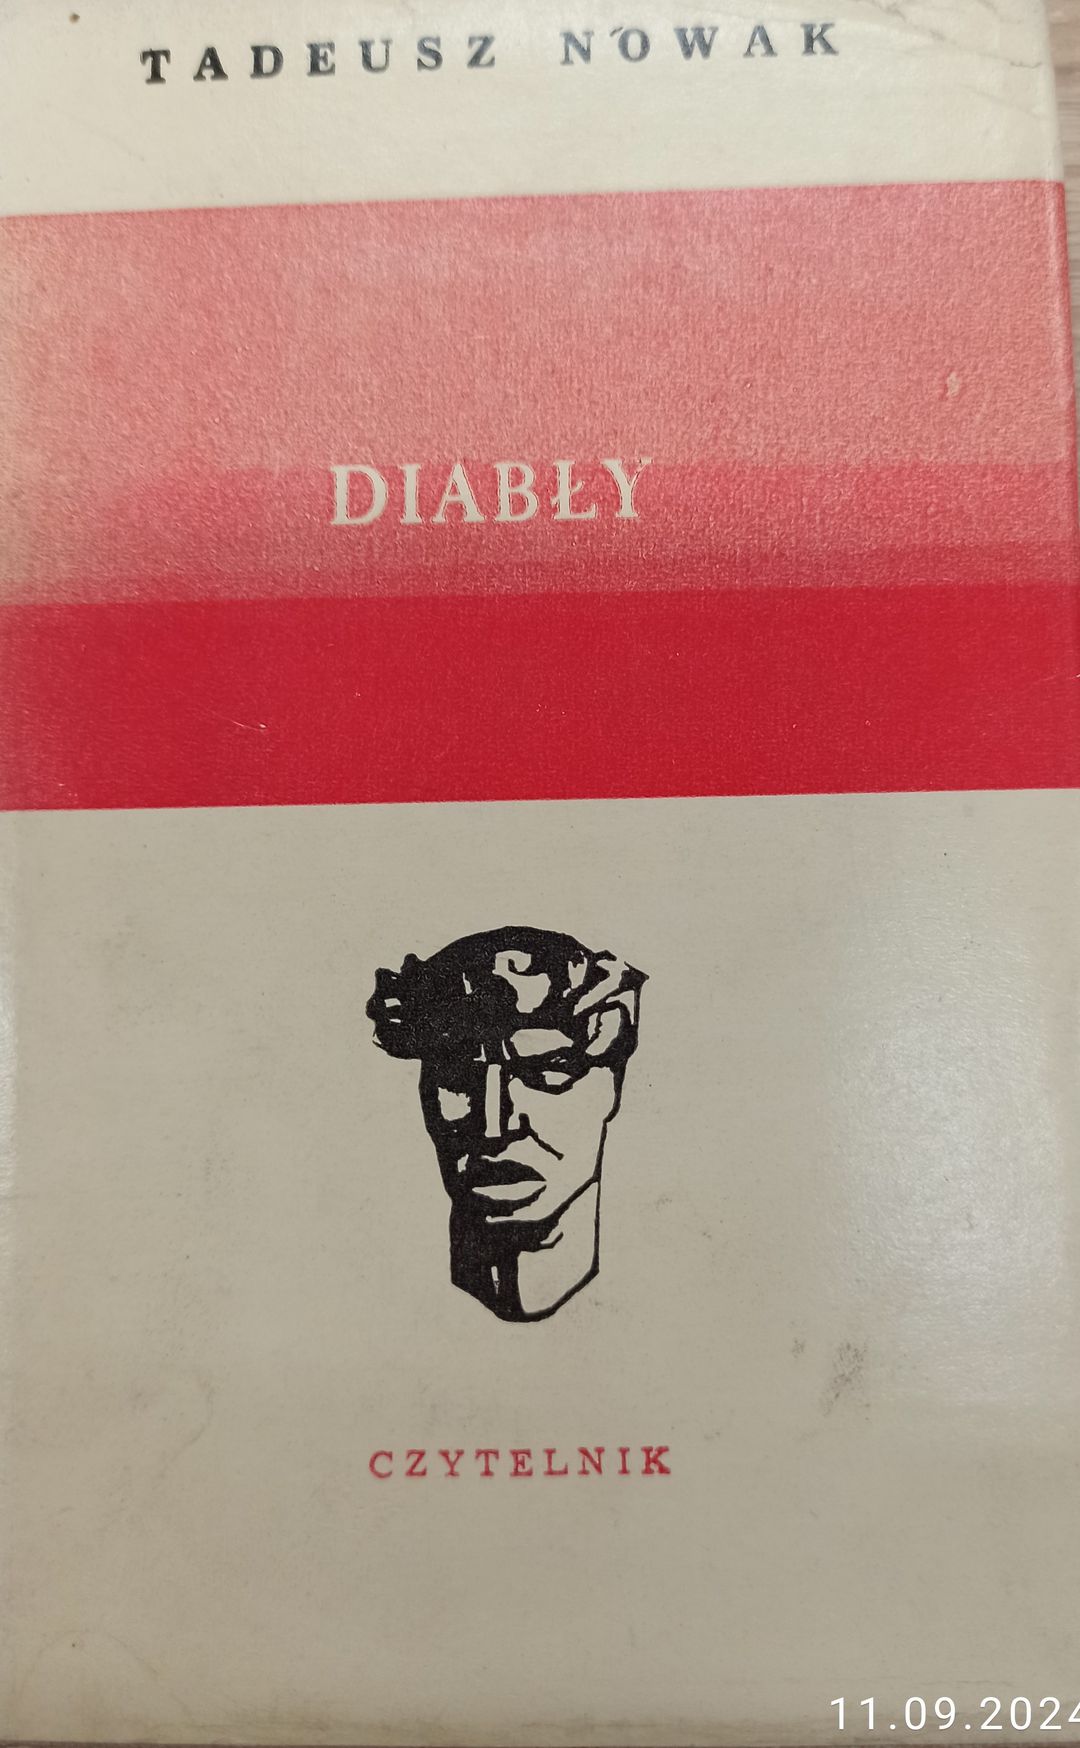 TADEUSZ NOWAK
DIABŁY
CZYTELNIK
11.09.2024